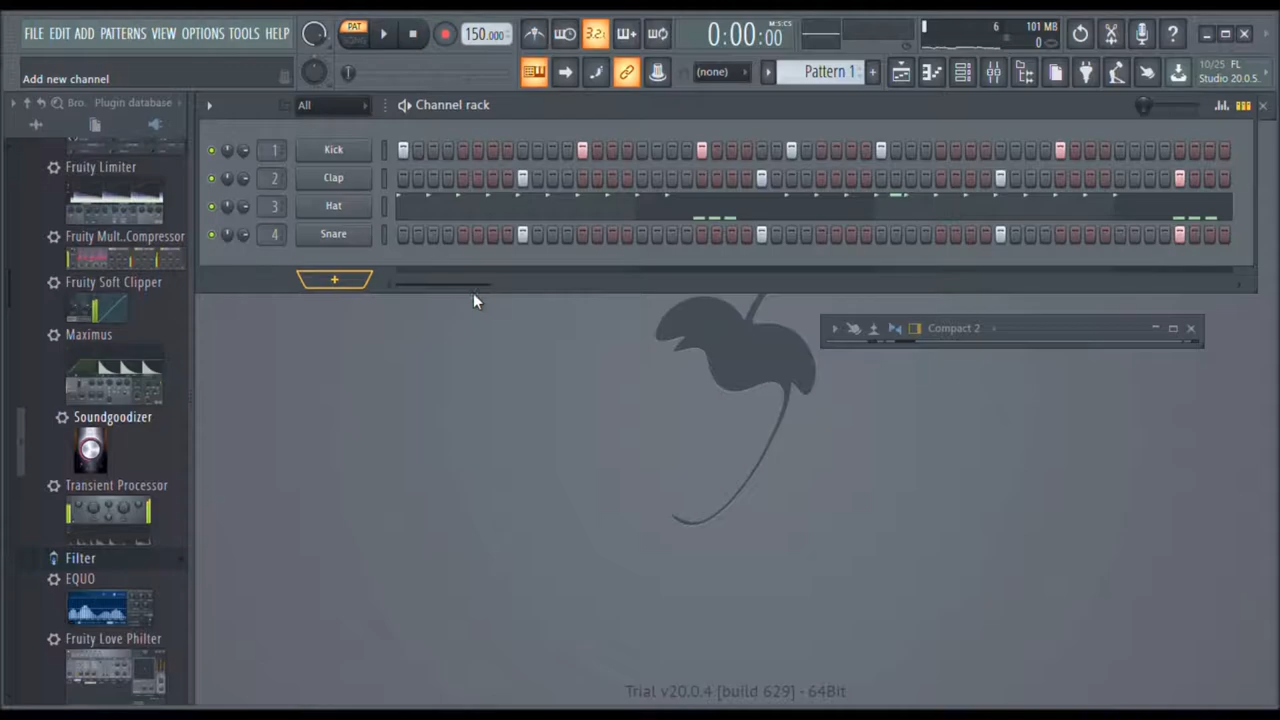 FILE EDIT ADD PATTERNS VIEW OPTIONS TOOLS HELP
Add new channel
PAT
150.000
3.2.
0:00:00
M:S:CS
6
101 MB
0
(none)
Pattern 1
10/25 FL
Studio 20.0.5.
Bro.. Plugin database
All
Channel rack
1 Kick
2 Clap
3 Hat
4 Snare
+
Compact 2
Fruity Limiter
Fruity Mult..Compressor
Fruity Soft Clipper
Maximus
Soundgoodizer
Transient Processor
Filter
EQUO
Fruity Love Philter
Trial v20.0.4 [build 629] - 64Bit